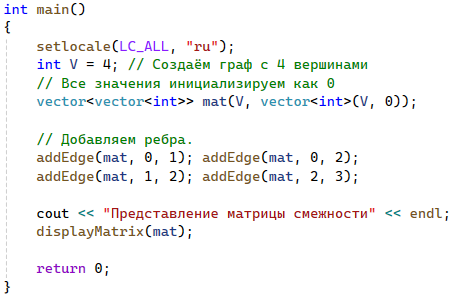 int main()
{
    setlocale(LC_ALL, "ru");
    int V = 4; // Создаём граф с 4 вершинами
    // Все значения инициализируем как 0
    vector<vector<int>> mat(V, vector<int>(V, 0));

    // Добавляем ребра.
    addEdge(mat, 0, 1); addEdge(mat, 0, 2);
    addEdge(mat, 1, 2); addEdge(mat, 2, 3);

    cout << "Представление матрицы смежности" << endl;
    displayMatrix(mat);

    return 0;
}